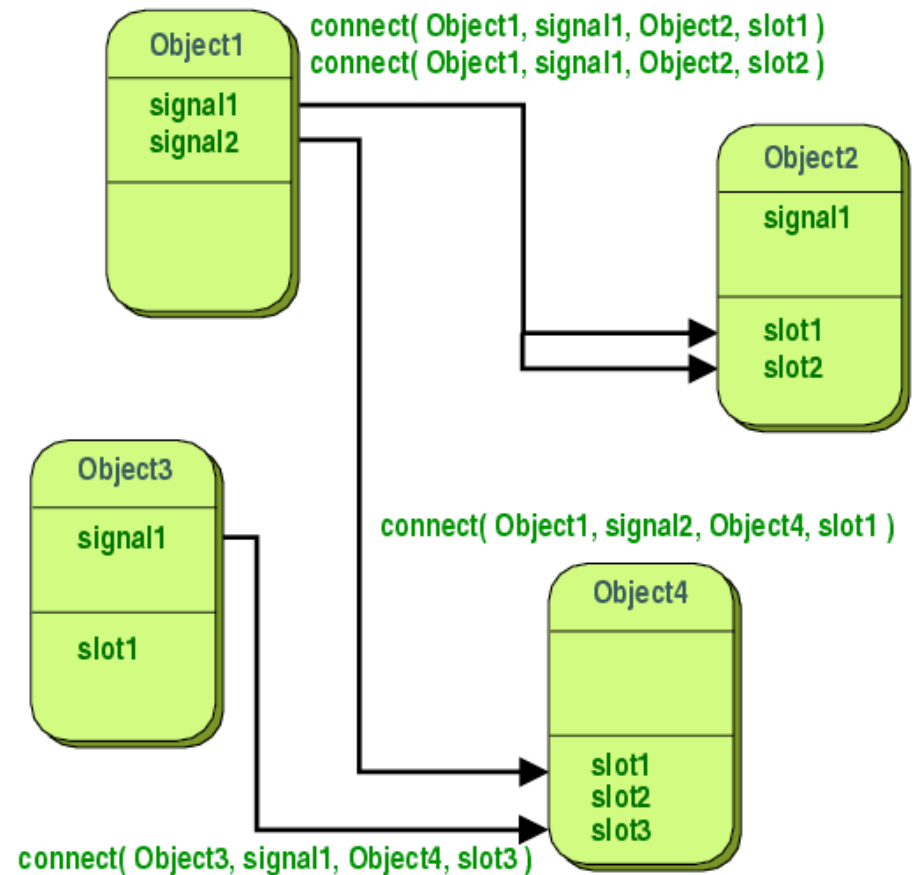 connect( Object1, signal1, Object2, slot1 )
connect( Object1, signal1, Object2, slot2 )
Object1
signal1
signal2
Object2
signal1
slot1
slot2
Object3
signal1
slot1
connect( Object1, signal2, Object4, slot1 )
Object4
slot1
slot2
slot3
connect( Object3, signal1, Object4, slot3 )